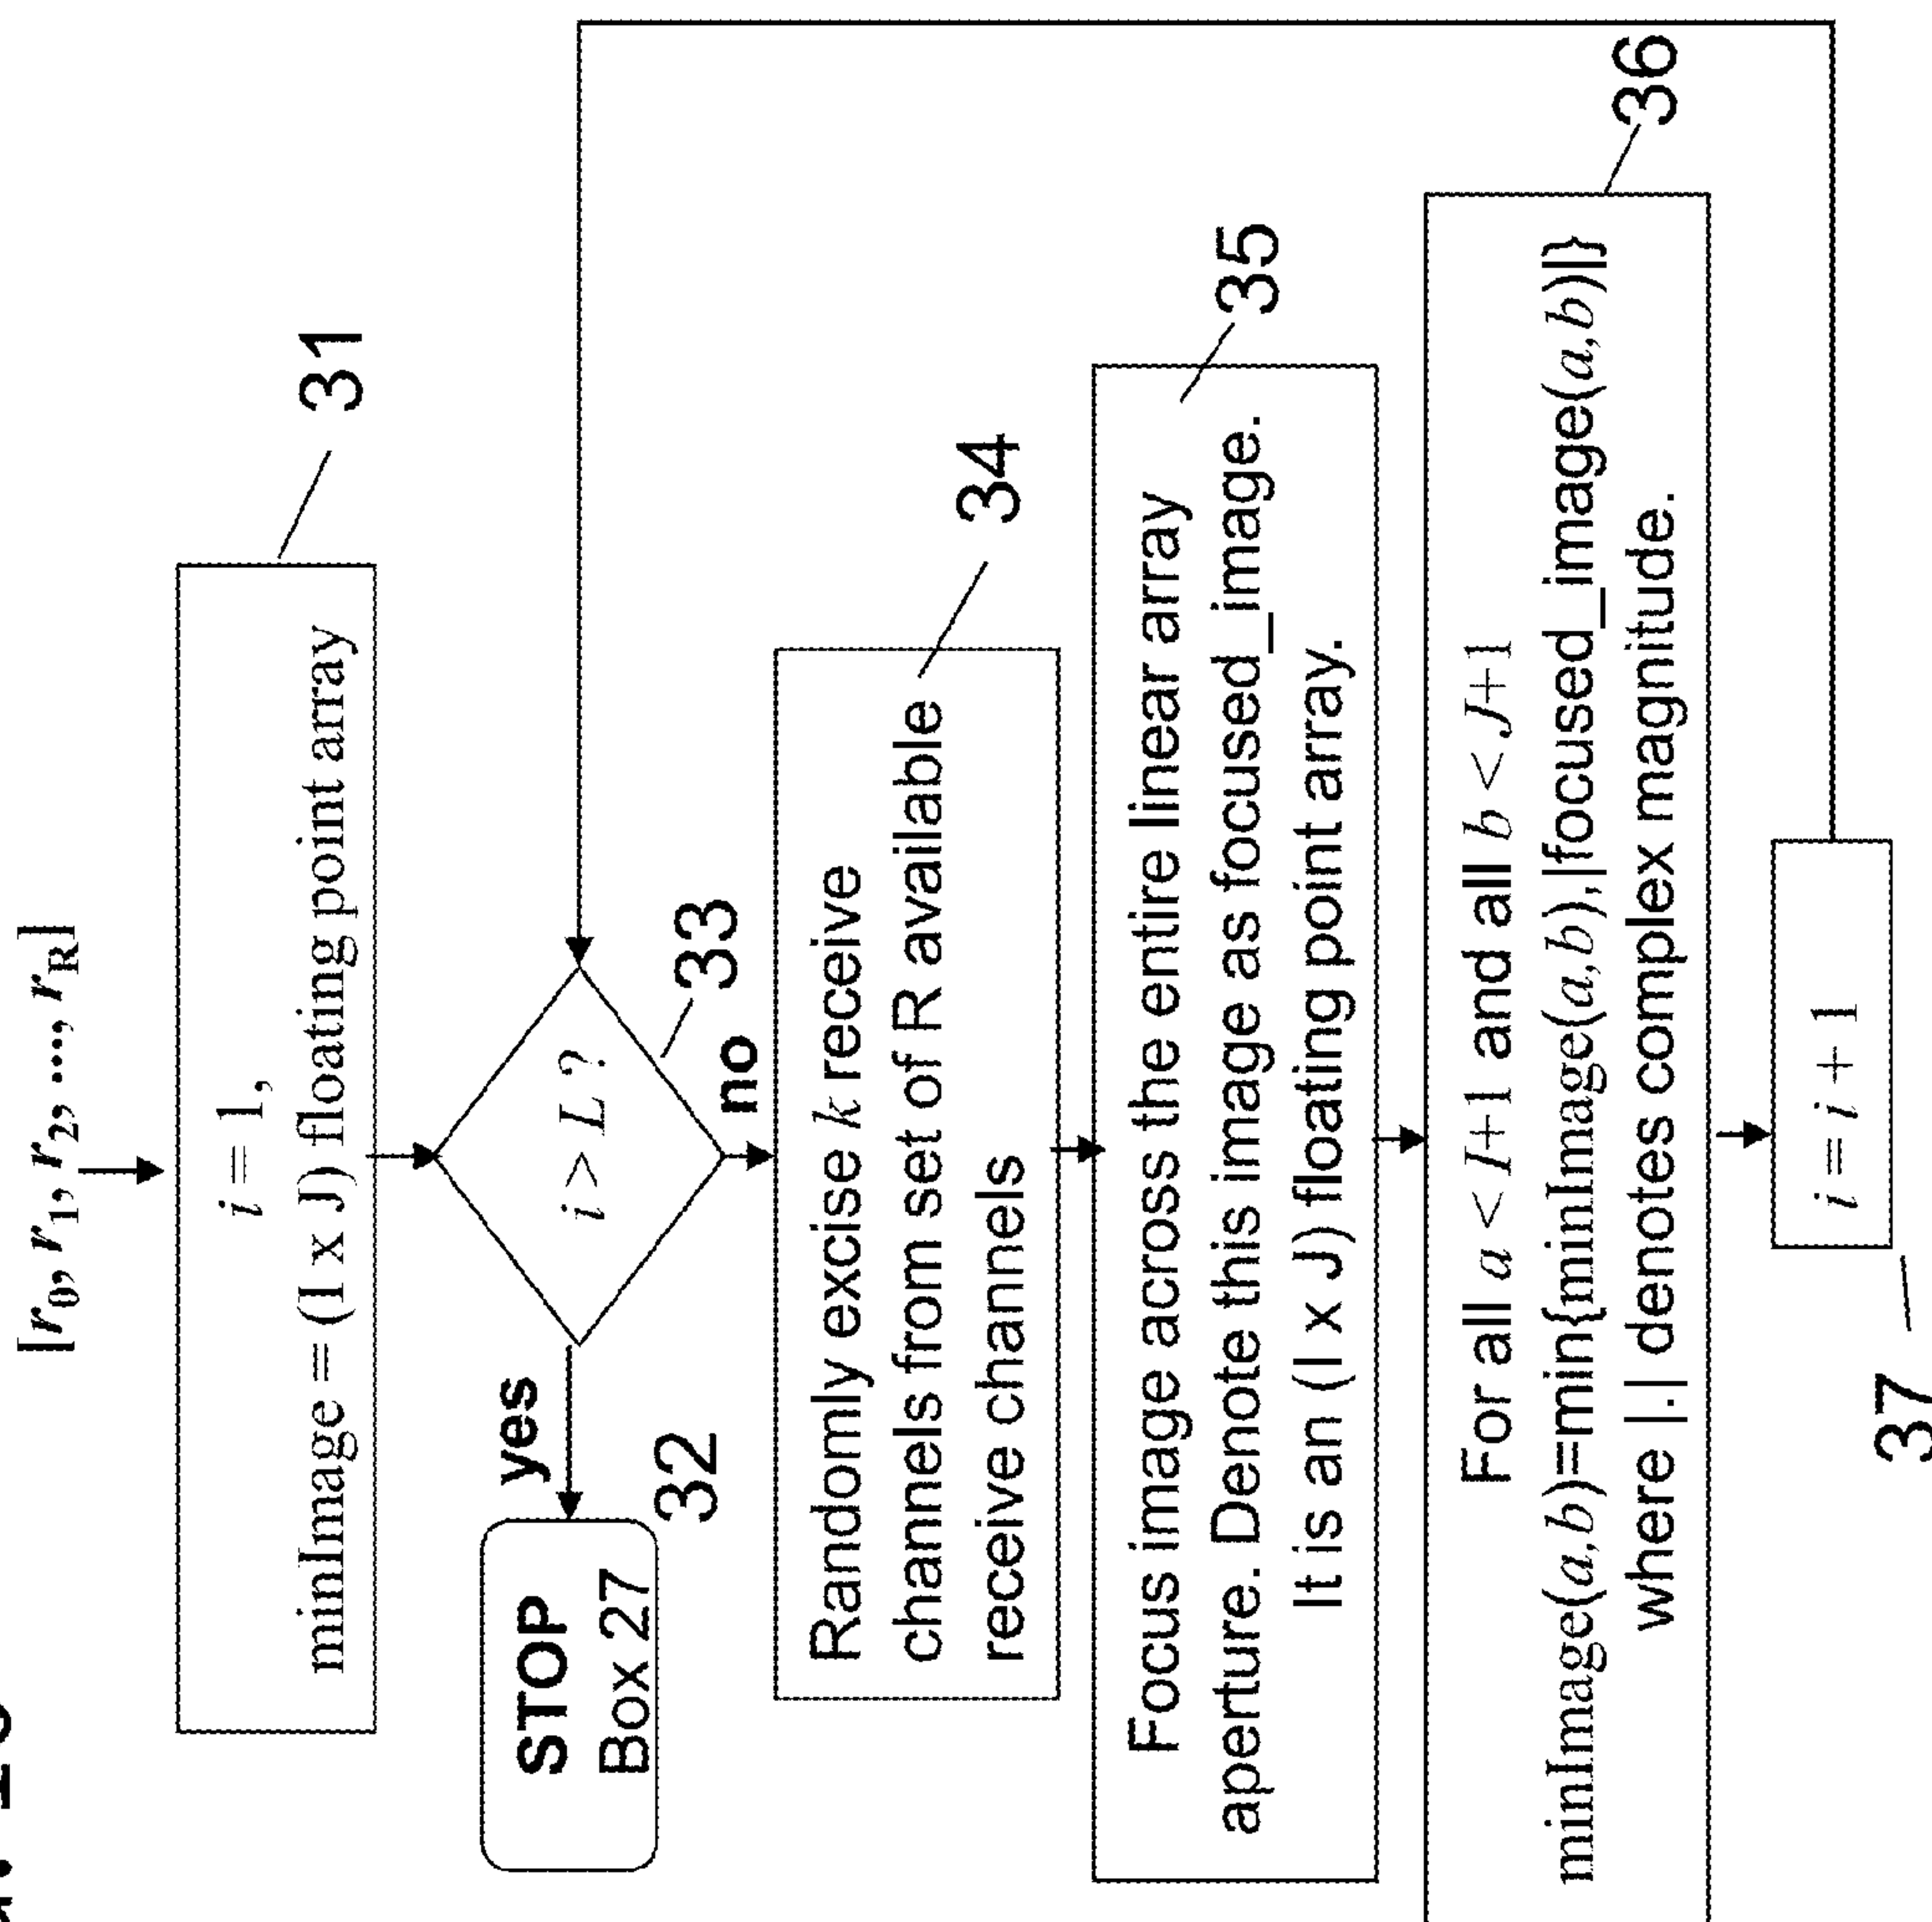 [r₀, r₁, r₂, ..., r_R]
i = 1,
minImage = (I x J) floating point array
31
i > L ?
33
yes
no
STOP
Box 27
32
Randomly excise k receive
channels from set of R available
receive channels
34
Focus image across the entire linear array
aperture. Denote this image as focused_image.
It is an (I x J) floating point array.
35
For all a < I+1 and all b < J+1
minImage(a,b)=min{minImage(a,b),|focused_image(a,b)|}
where |.| denotes complex magnitude.
36
i = i + 1
37